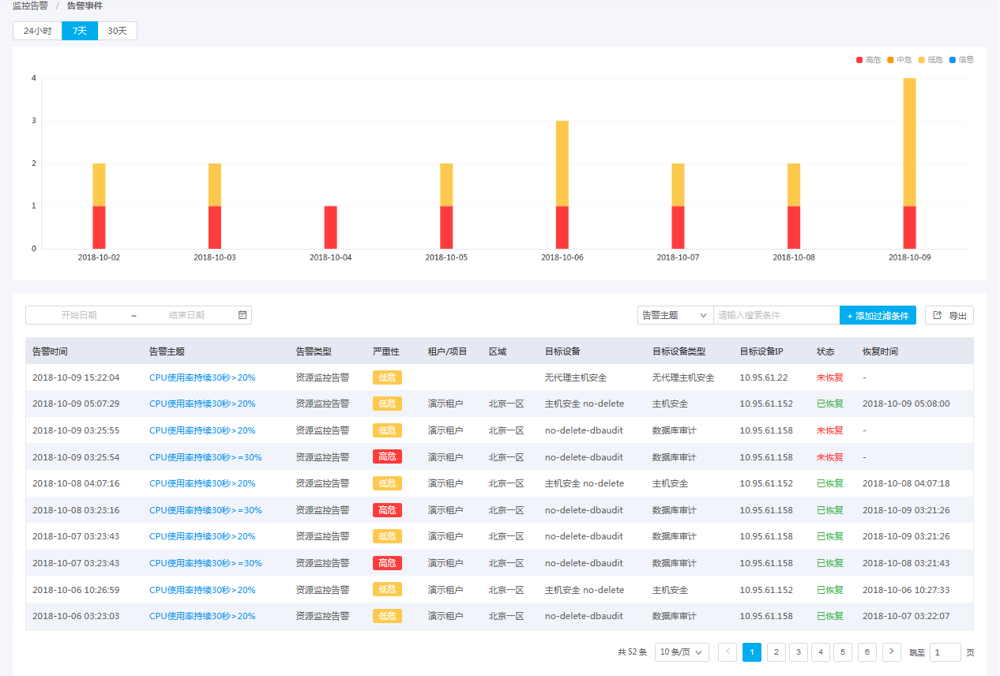 监控告警 / 告警事件
24小时 7天 30天
高危 中危 低危 信息
4
3
2
1
0
2018-10-02 2018-10-03 2018-10-04 2018-10-05 2018-10-06 2018-10-07 2018-10-08 2018-10-09
开始日期 ~ 结束日期 告警主题 请输入搜索条件 + 添加过滤条件 导出
告警时间 告警主题 告警类型 严重性 租户/项目 区域 目标设备 目标设备类型 目标设备IP 状态 恢复时间
2018-10-09 15:22:04 CPU使用率持续30秒>20% 资源监控告警 低危 无代理主机安全 无代理主机安全 10.95.61.22 未恢复 -
2018-10-09 05:07:29 CPU使用率持续30秒>20% 资源监控告警 低危 演示租户 北京一区 主机安全 no-delete 主机安全 10.95.61.152 已恢复 2018-10-09 05:08:00
2018-10-09 03:25:55 CPU使用率持续30秒>20% 资源监控告警 低危 演示租户 北京一区 no-delete-dbaudit 数据库审计 10.95.61.158 未恢复 -
2018-10-09 03:25:54 CPU使用率持续30秒>=30% 资源监控告警 高危 演示租户 北京一区 no-delete-dbaudit 数据库审计 10.95.61.158 未恢复 -
2018-10-08 04:07:16 CPU使用率持续30秒>20% 资源监控告警 低危 演示租户 北京一区 主机安全 no-delete 主机安全 10.95.61.152 已恢复 2018-10-08 04:07:18
2018-10-08 03:23:16 CPU使用率持续30秒>=30% 资源监控告警 高危 演示租户 北京一区 no-delete-dbaudit 数据库审计 10.95.61.158 已恢复 2018-10-09 03:21:26
2018-10-07 03:23:43 CPU使用率持续30秒>20% 资源监控告警 低危 演示租户 北京一区 no-delete-dbaudit 数据库审计 10.95.61.158 已恢复 2018-10-09 03:21:26
2018-10-07 03:23:43 CPU使用率持续30秒>=30% 资源监控告警 高危 演示租户 北京一区 no-delete-dbaudit 数据库审计 10.95.61.158 已恢复 2018-10-08 03:21:43
2018-10-06 10:26:59 CPU使用率持续30秒>20% 资源监控告警 低危 演示租户 北京一区 主机安全 no-delete 主机安全 10.95.61.152 已恢复 2018-10-06 10:27:33
2018-10-06 03:23:03 CPU使用率持续30秒>20% 资源监控告警 低危 演示租户 北京一区 no-delete-dbaudit 数据库审计 10.95.61.158 已恢复 2018-10-07 03:22:07
共 52 条 10 条/页 < 1 2 3 4 5 6 > 跳至 1 页